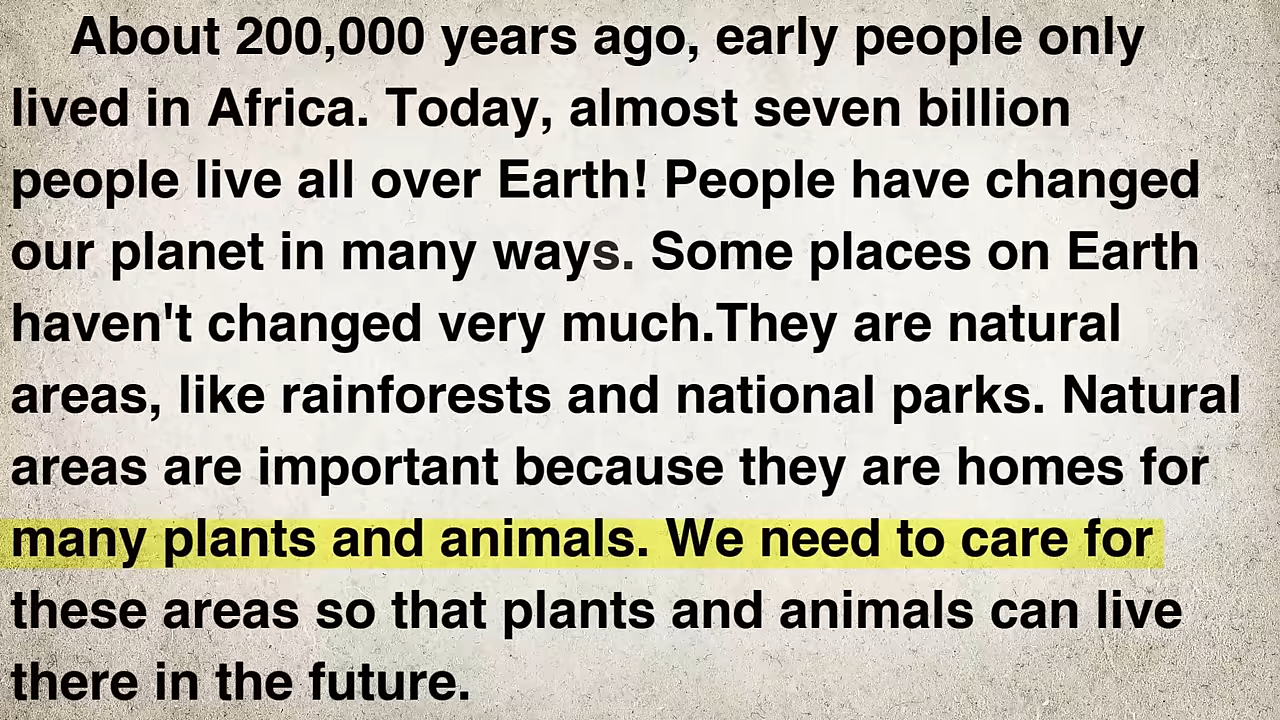 About 200,000 years ago, early people only
lived in Africa. Today, almost seven billion
people live all over Earth! People have changed
our planet in many ways. Some places on Earth
haven't changed very much.They are natural
areas, like rainforests and national parks. Natural
areas are important because they are homes for
many plants and animals. We need to care for
these areas so that plants and animals can live
there in the future.